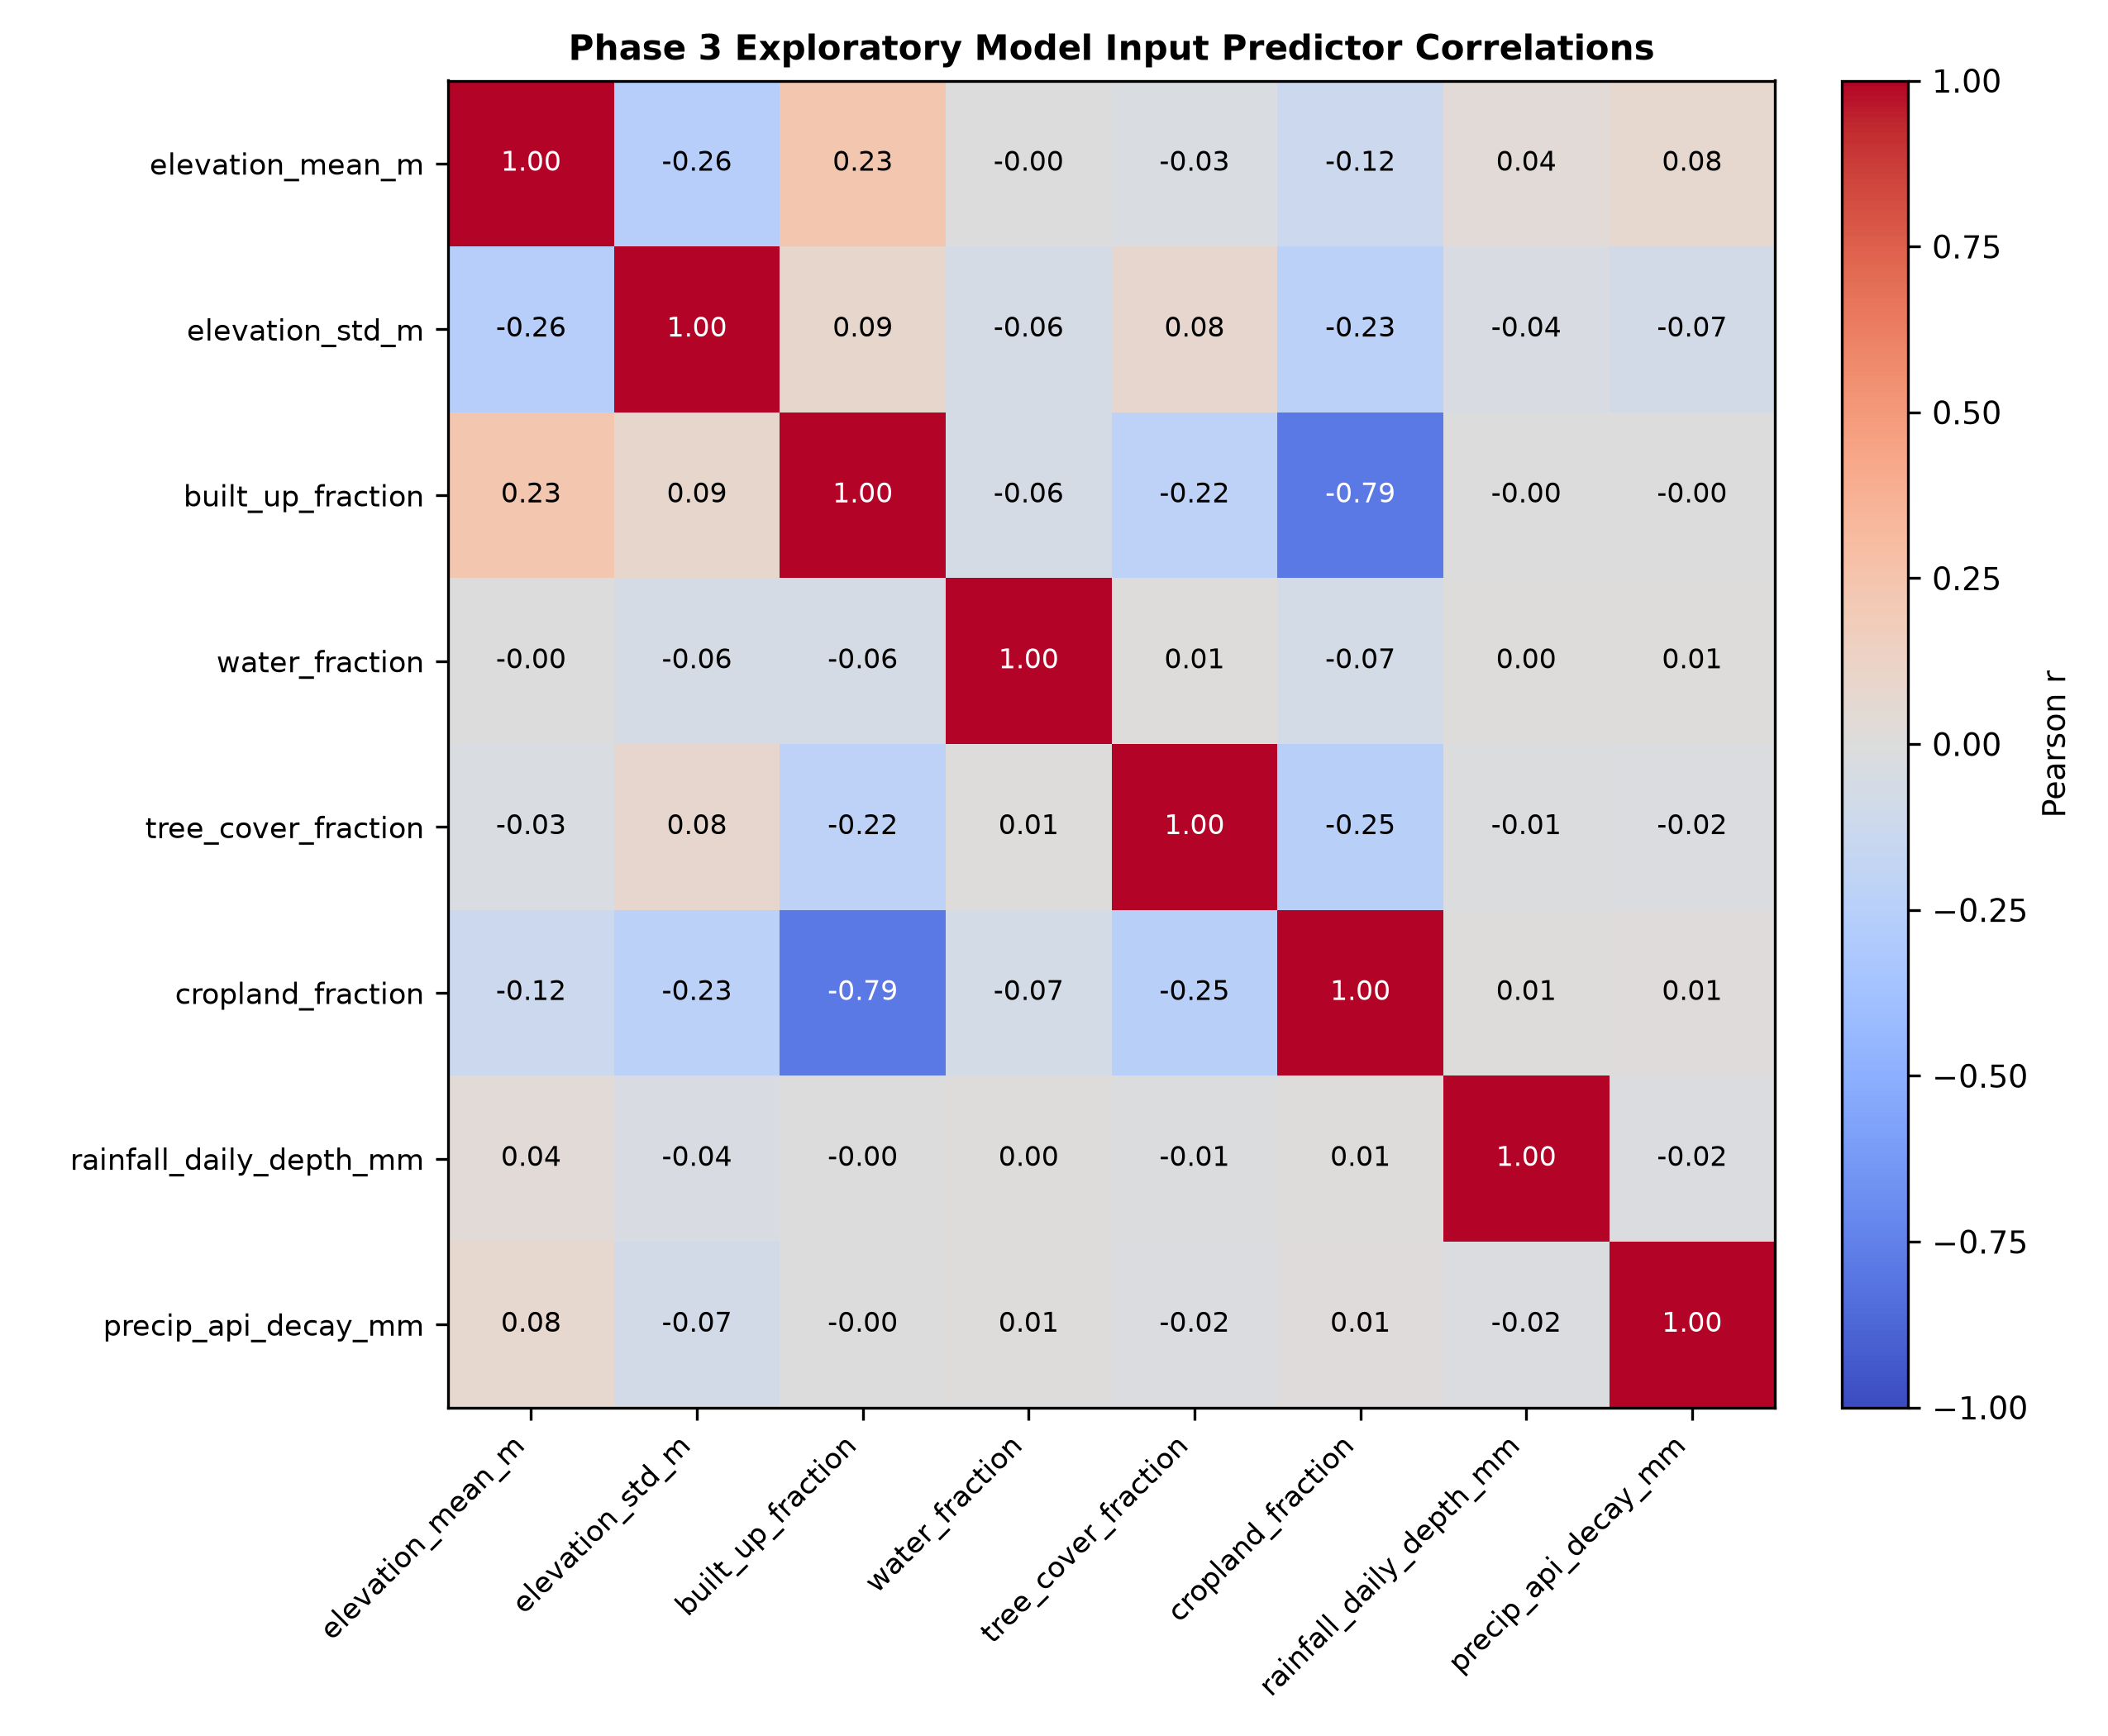 Phase 3 Exploratory Model Input Predictor Correlations
elevation_mean_m 1.00 -0.26 0.23 -0.00 -0.03 -0.12 0.04 0.08
elevation_std_m -0.26 1.00 0.09 -0.06 0.08 -0.23 -0.04 -0.07
built_up_fraction 0.23 0.09 1.00 -0.06 -0.22 -0.79 -0.00 -0.00
water_fraction -0.00 -0.06 -0.06 1.00 0.01 -0.07 0.00 0.01
tree_cover_fraction -0.03 0.08 -0.22 0.01 1.00 -0.25 -0.01 -0.02
cropland_fraction -0.12 -0.23 -0.79 -0.07 -0.25 1.00 0.01 0.01
rainfall_daily_depth_mm 0.04 -0.04 -0.00 0.00 -0.01 0.01 1.00 -0.02
precip_api_decay_mm 0.08 -0.07 -0.00 0.01 -0.02 0.01 -0.02 1.00
elevation_mean_m
elevation_std_m
built_up_fraction
water_fraction
tree_cover_fraction
cropland_fraction
rainfall_daily_depth_mm
precip_api_decay_mm
1.00
0.75
0.50
0.25
0.00
−0.25
−0.50
−0.75
−1.00
Pearson r